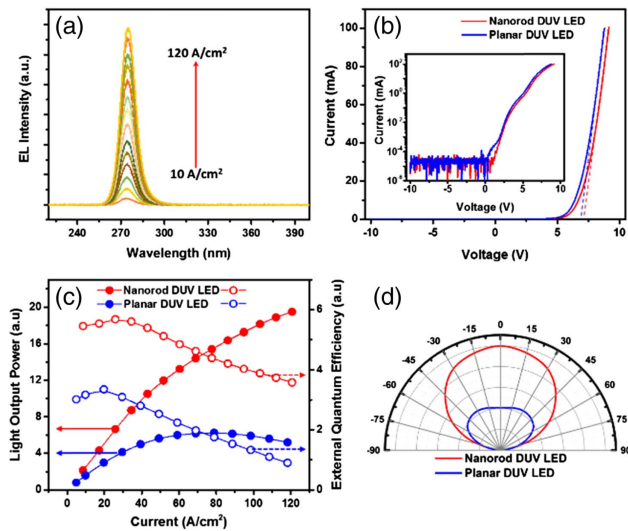 (a)
120 A/cm²
10 A/cm²
EL Intensity (a.u.)
240 270 300 330 360 390
Wavelength (nm)
(b)
Nanorod DUV LED
Planar DUV LED
Current (mA)
100
80
60
40
20
0
-10 -5 0 5 10
Voltage (V)
Current (mA)
10²
10⁰
10⁻²
10⁻⁴
10⁻⁶
-10 -5 0 5 10
Voltage (V)
(c)
Nanorod DUV LED
Planar DUV LED
Light Output Power (a.u)
20
16
12
8
4
0
External Quantum Efficiency (a.u)
6
5
4
3
2
1
0
0 20 40 60 80 100 120
Current (A/cm²)
(d)
-90 -75 -60 -45 -30 -15 0 15 30 45 60 75 90
Nanorod DUV LED
Planar DUV LED